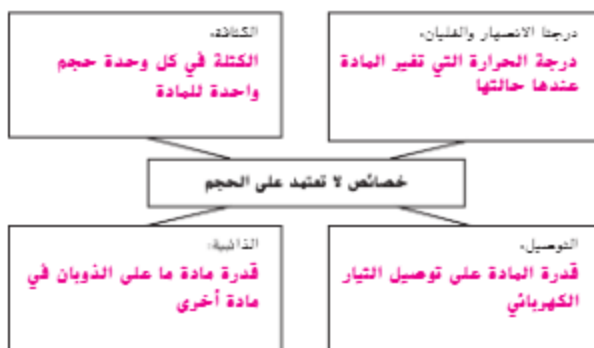 درجتا الانصهار والغليان،
درجة الحرارة التي تغير المادة
عندها حالتها
الكثافة،
الكتلة في كل وحدة حجم
واحدة للمادة
خصائص لا تعتمد على الحجم
التوصيل،
قدرة المادة على توصيل التيار
الكهربائي
الذائبية:
قدرة مادة ما على الذوبان في
مادة أخرى